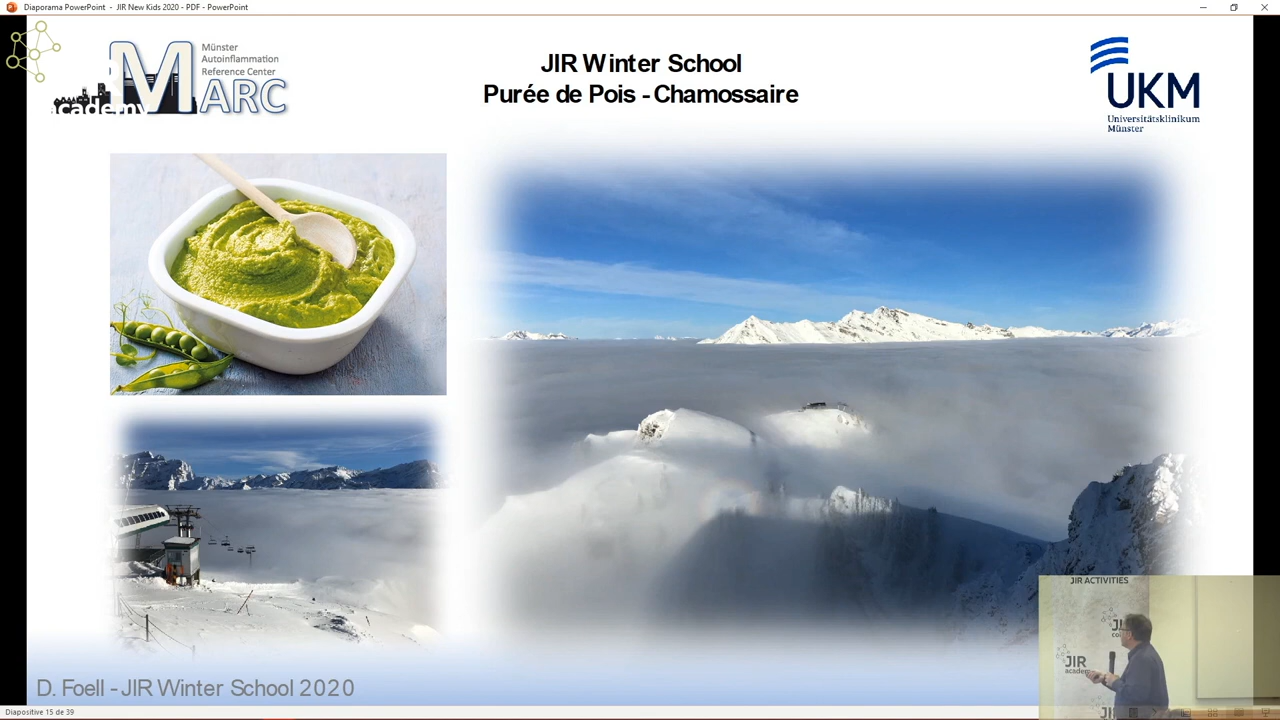 Diaporama PowerPoint - JIR New Kids 2020 - PDF - PowerPoint
Münster
Autoinflammation
Reference Center
MARC
academy
JIR Winter School
Purée de Pois - Chamossaire
UKM
Universitätsklinikum
Münster
JIR ACTIVITIES
JIR
academ
D. Foell - JIR Winter School 2020
Diapositive 15 de 39